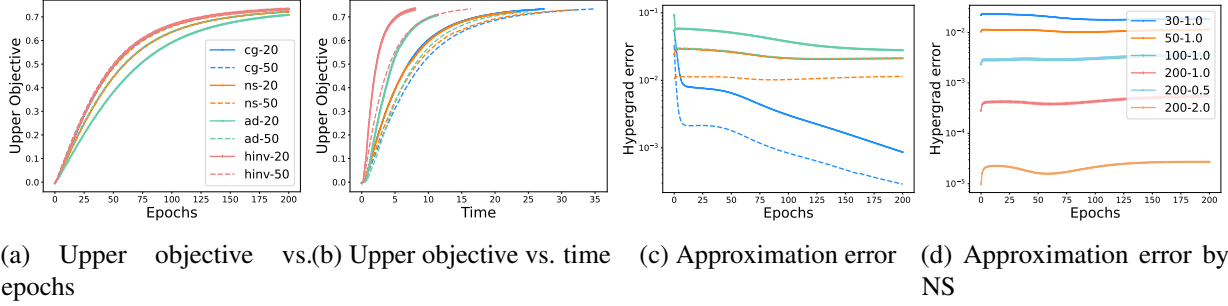 0.7
0.6
0.5
0.4
0.3
0.2
0.1
0.0
Upper Objective
0 25 50 75 100 125 150 175 200
Epochs
cg-20
cg-50
ns-20
ns-50
ad-20
ad-50
hinv-20
hinv-50
0.7
0.6
0.5
0.4
0.3
0.2
0.1
0.0
Upper Objective
0 5 10 15 20 25 30 35
Time
10⁻¹
10⁻²
10⁻³
Hypergrad error
0 25 50 75 100 125 150 175 200
Epochs
10⁻²
10⁻³
10⁻⁴
10⁻⁵
Hypergrad error
0 25 50 75 100 125 150 175 200
Epochs
30-1.0
50-1.0
100-1.0
200-1.0
200-0.5
200-2.0
(a) Upper objective vs.
epochs
(b) Upper objective vs. time
(c) Approximation error
(d) Approximation error by
NS